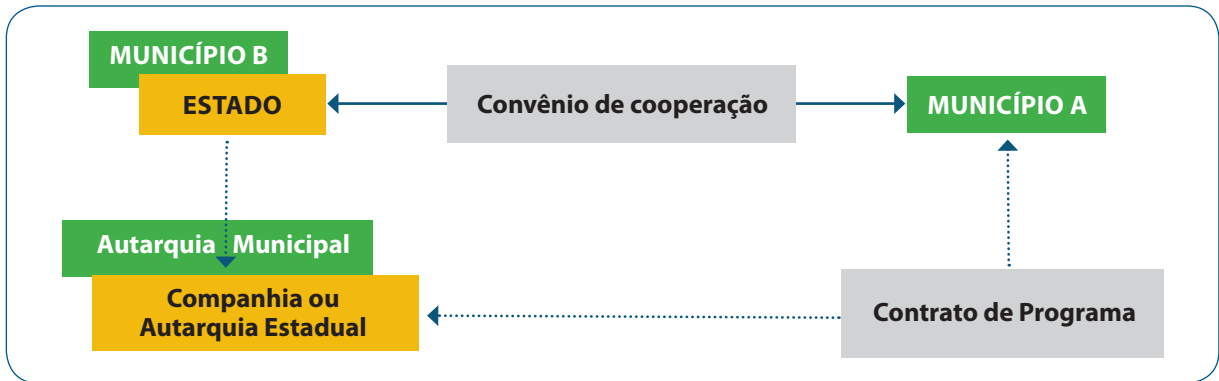 MUNICÍPIO B
ESTADO
Convênio de cooperação
MUNICÍPIO A
Autarquia Municipal
Companhia ou
Autarquia Estadual
Contrato de Programa